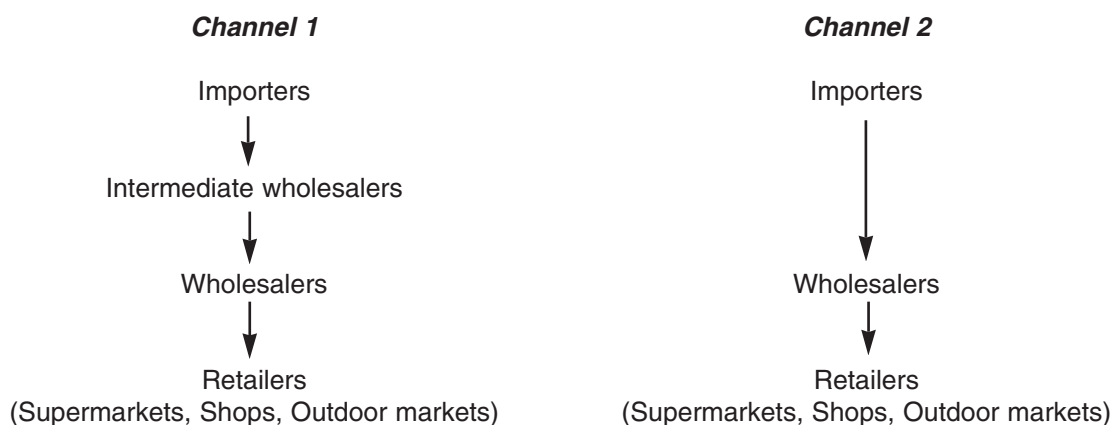 Channel 1
Importers
Intermediate wholesalers
Wholesalers
Retailers
(Supermarkets, Shops, Outdoor markets)
Channel 2
Importers
Wholesalers
Retailers
(Supermarkets, Shops, Outdoor markets)